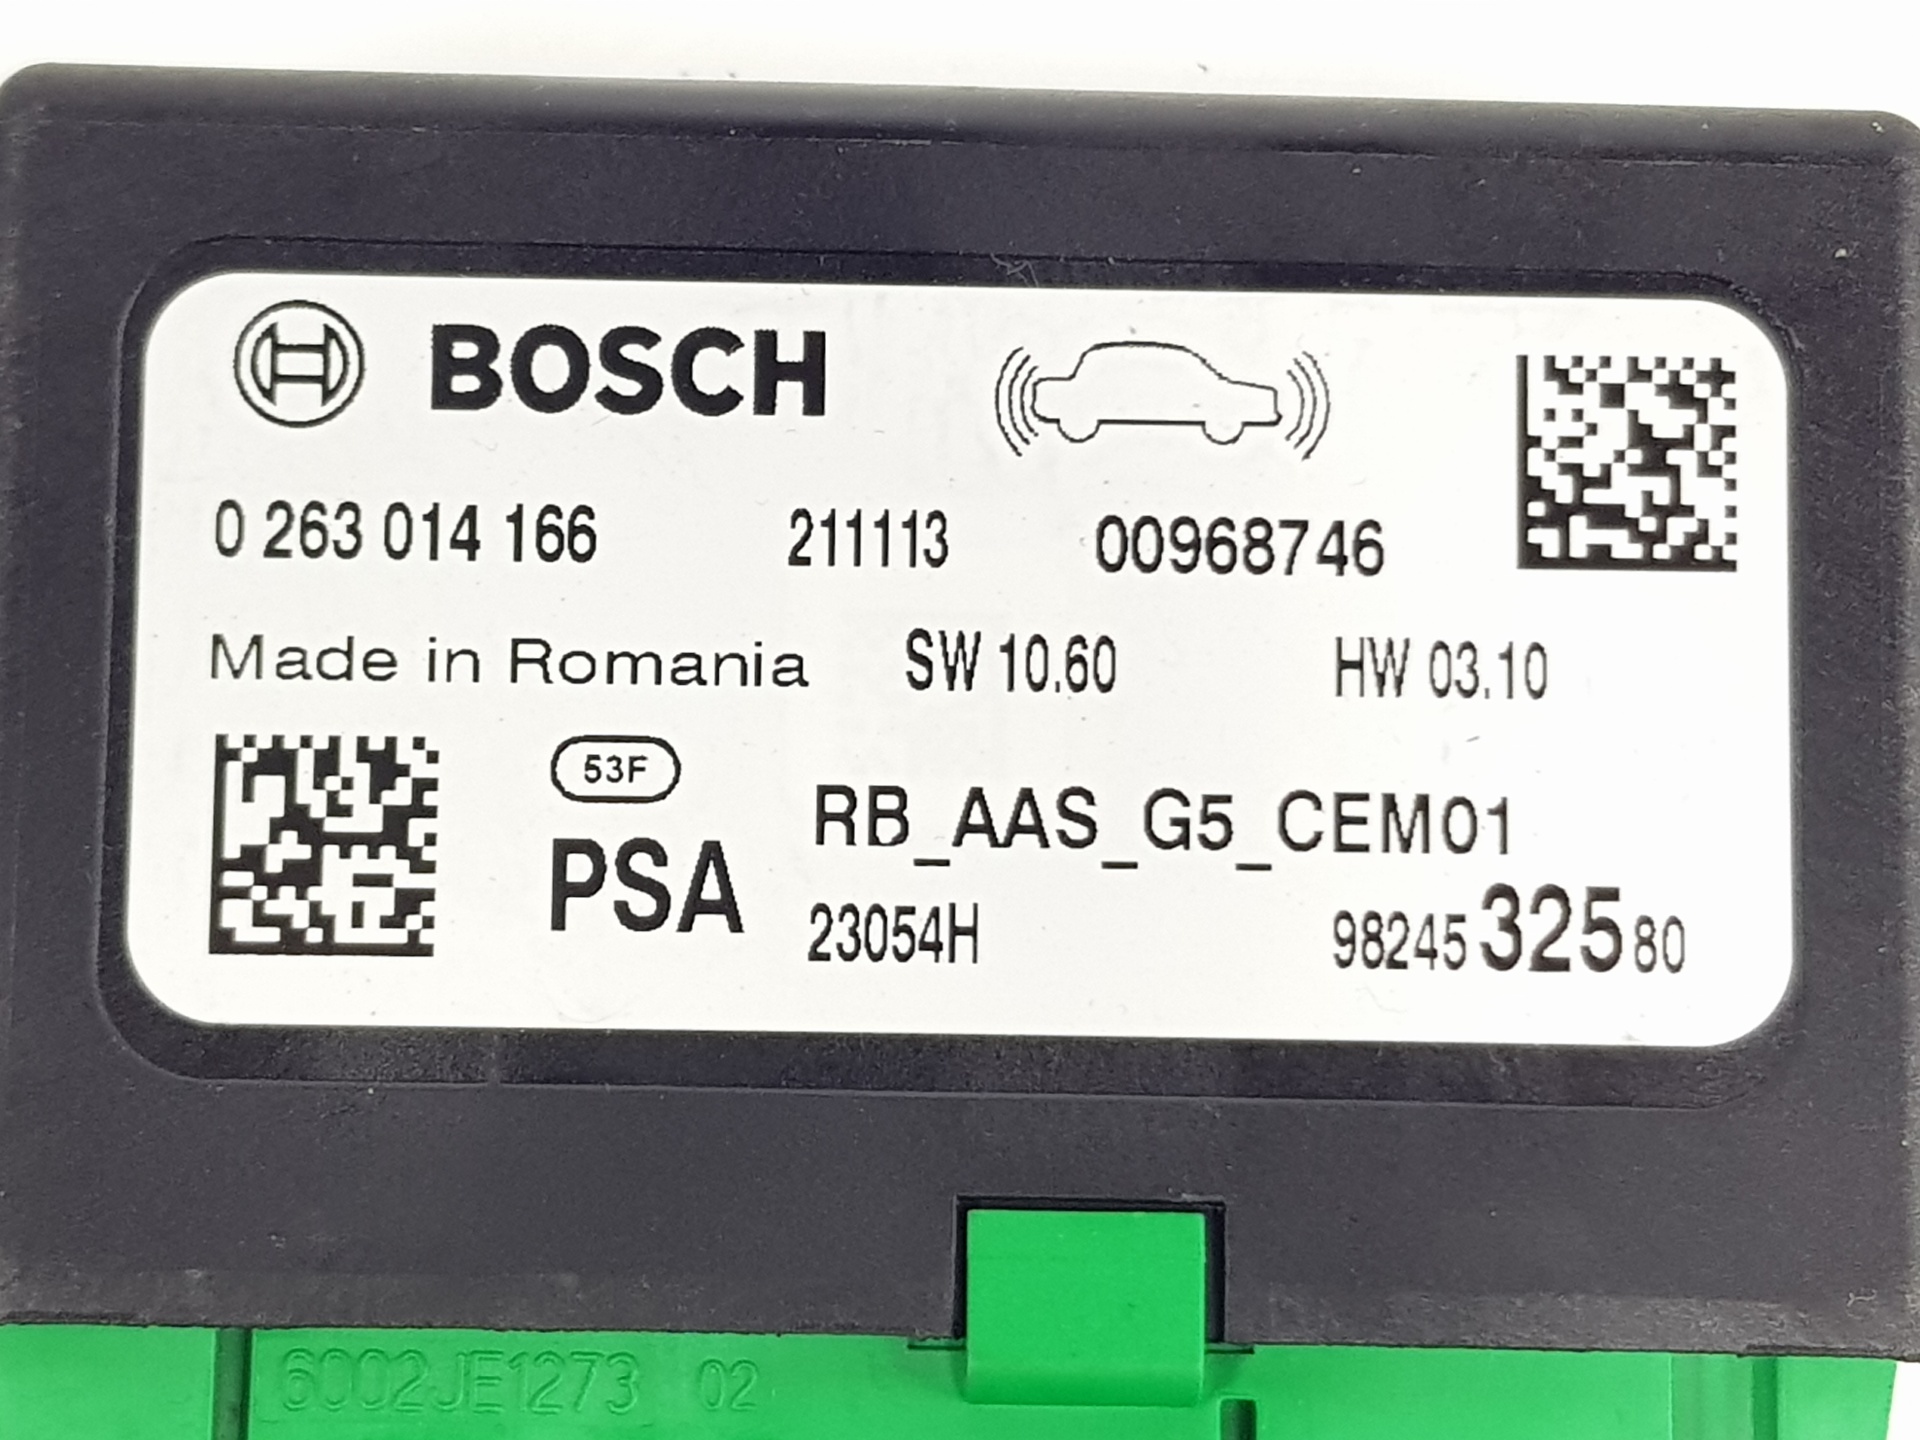 BOSCH
0 263 014 166 211113 00968746
Made in Romania SW 10.60 HW 03.10
53F
PSA
RB_AAS_G5_CEM01
23054H 98245 325 80
6002JE1273 02